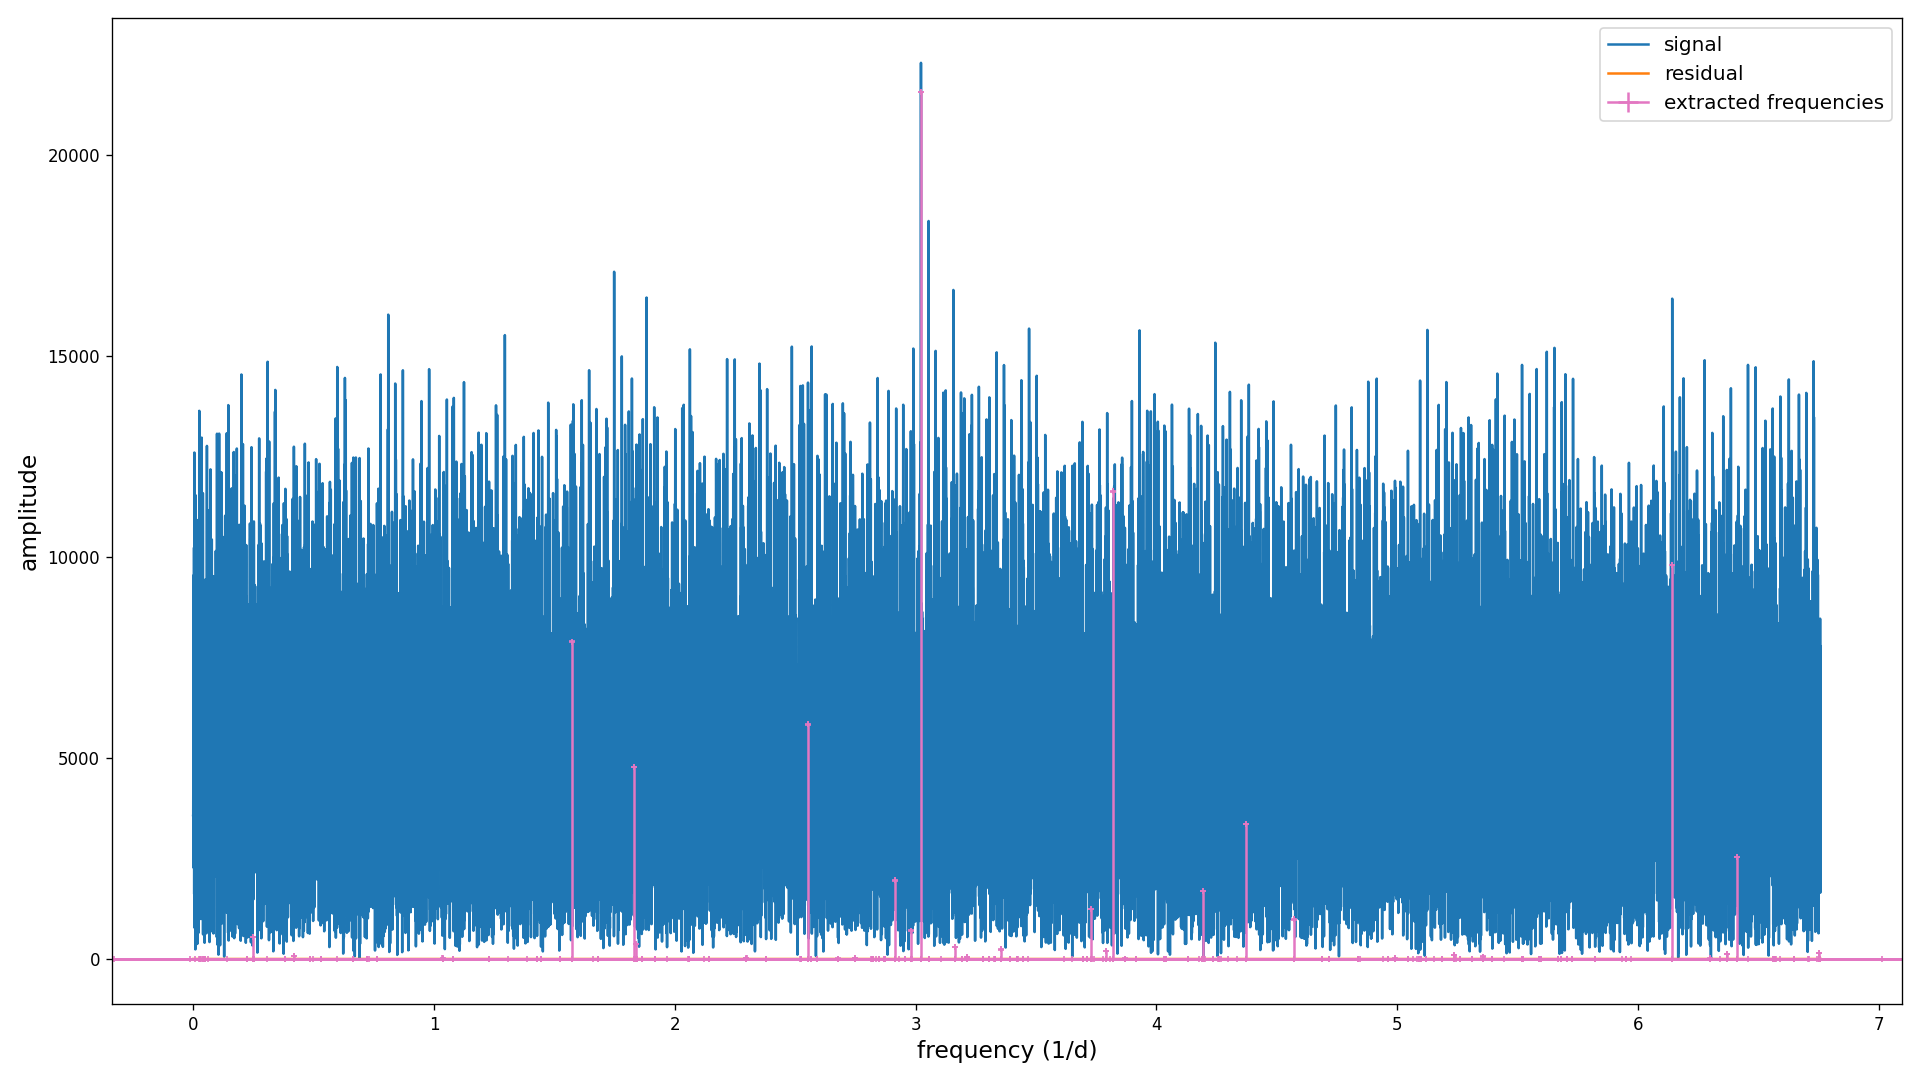 signal
residual
extracted frequencies
20000
15000
10000
5000
0
amplitude
0 1 2 3 4 5 6 7
frequency (1/d)